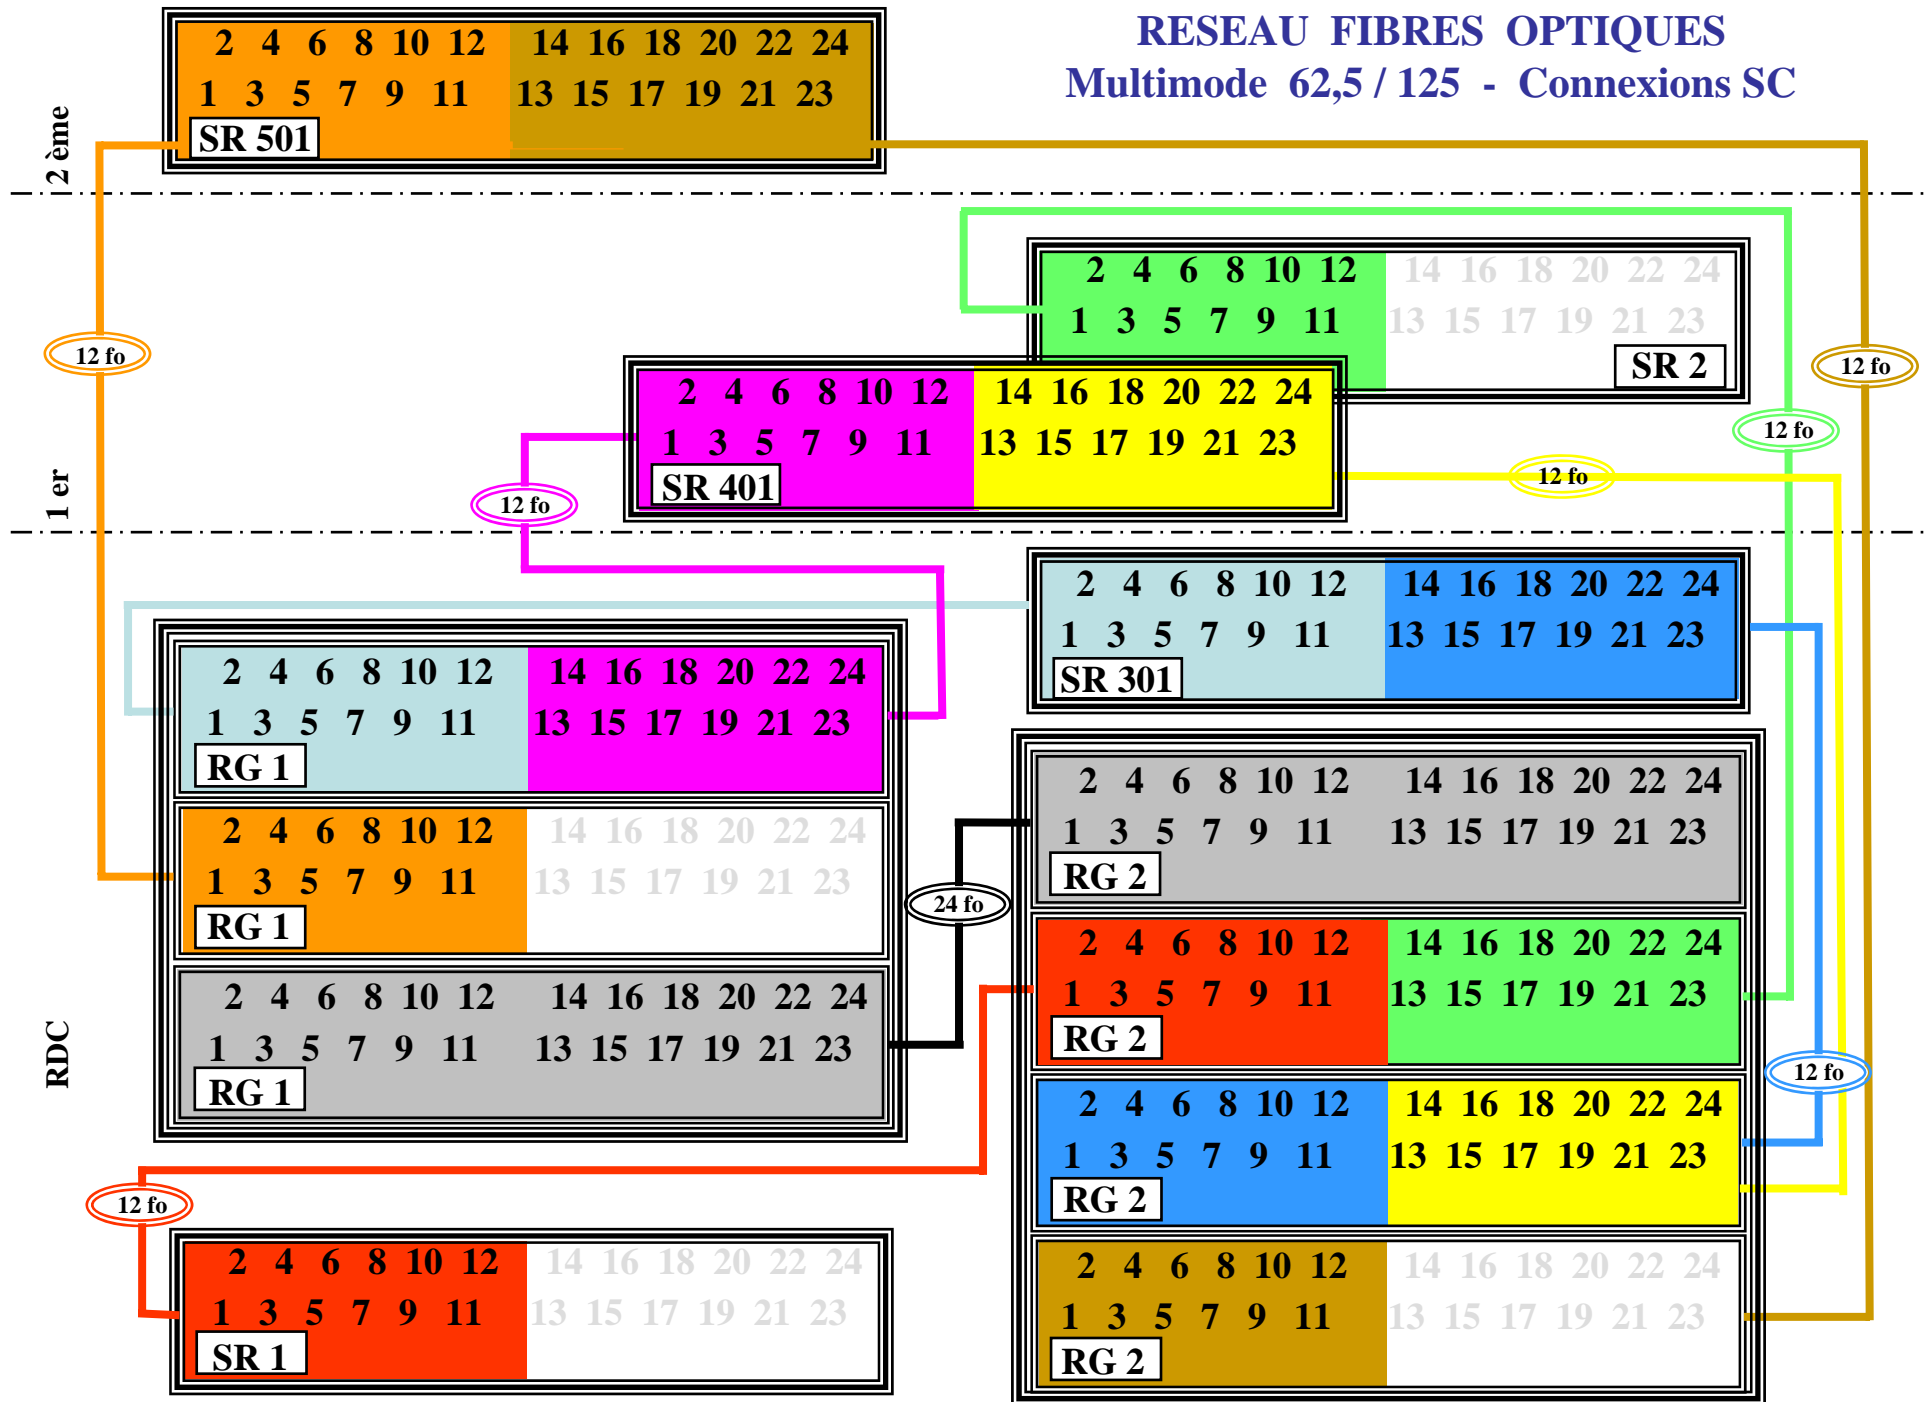 RESEAU FIBRES OPTIQUES
Multimode 62,5 / 125 - Connexions SC
2 ème
2 4 6 8 10 12 14 16 18 20 22 24
1 3 5 7 9 11 13 15 17 19 21 23
SR 501
1 er
12 fo
12 fo
2 4 6 8 10 12 14 16 18 20 22 24
1 3 5 7 9 11 13 15 17 19 21 23
SR 2
12 fo
2 4 6 8 10 12 14 16 18 20 22 24
1 3 5 7 9 11 13 15 17 19 21 23
SR 401
12 fo
12 fo
RDC
2 4 6 8 10 12 14 16 18 20 22 24
1 3 5 7 9 11 13 15 17 19 21 23
SR 301
2 4 6 8 10 12 14 16 18 20 22 24
1 3 5 7 9 11 13 15 17 19 21 23
RG 1
2 4 6 8 10 12 14 16 18 20 22 24
1 3 5 7 9 11 13 15 17 19 21 23
RG 1
2 4 6 8 10 12 14 16 18 20 22 24
1 3 5 7 9 11 13 15 17 19 21 23
RG 1
24 fo
2 4 6 8 10 12 14 16 18 20 22 24
1 3 5 7 9 11 13 15 17 19 21 23
RG 2
2 4 6 8 10 12 14 16 18 20 22 24
1 3 5 7 9 11 13 15 17 19 21 23
RG 2
12 fo
2 4 6 8 10 12 14 16 18 20 22 24
1 3 5 7 9 11 13 15 17 19 21 23
RG 2
2 4 6 8 10 12 14 16 18 20 22 24
1 3 5 7 9 11 13 15 17 19 21 23
RG 2
12 fo
2 4 6 8 10 12 14 16 18 20 22 24
1 3 5 7 9 11 13 15 17 19 21 23
SR 1